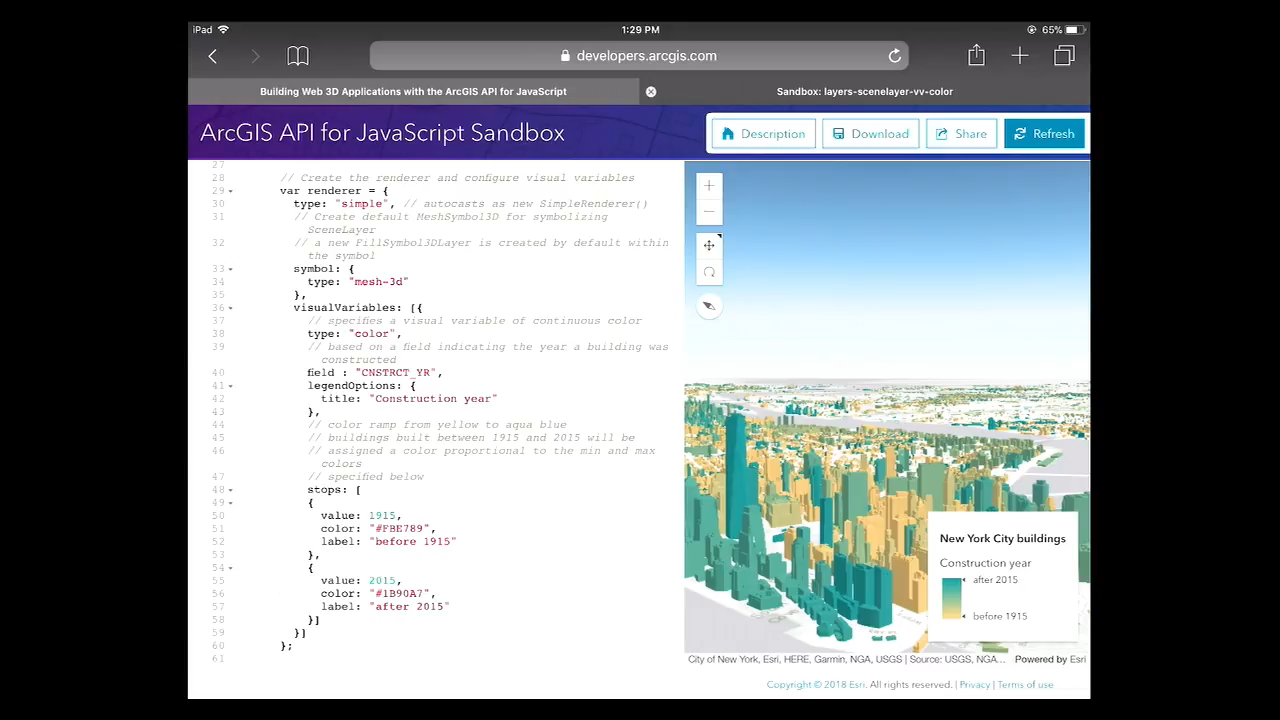 iPad
1:29 PM
65%
developers.arcgis.com
Building Web 3D Applications with the ArcGIS API for JavaScript
Sandbox: layers-scenelayer-vv-color
ArcGIS API for JavaScript Sandbox
Description
Download
Share
Refresh
27
28 // Create the renderer and configure visual variables
29 var renderer = {
30 type: "simple", // autocasts as new SimpleRenderer()
31 // Create default MeshSymbol3D for symbolizing
SceneLayer
32 // a new FillSymbol3DLayer is created by default within
the symbol
33 symbol: {
34 type: "mesh-3d"
35 },
36 visualVariables: [{
37 // specifies a visual variable of continuous color
38 type: "color",
39 // based on a field indicating the year a building was
constructed
40 field : "CNSTRCT_YR",
41 legendOptions: {
42 title: "Construction year"
43 },
44 // color ramp from yellow to aqua blue
45 // buildings built between 1915 and 2015 will be
46 // assigned a color proportional to the min and max
colors
47 // specified below
48 stops: [
49 {
50 value: 1915,
51 color: "#FBE789",
52 label: "before 1915"
53 },
54 {
55 value: 2015,
56 color: "#1B90A7",
57 label: "after 2015"
58 }]
59 }]
60 };
61
New York City buildings
Construction year
after 2015
before 1915
City of New York, Esri, HERE, Garmin, NGA, USGS | Source: USGS, NGA... Powered by Esri
Copyright © 2018 Esri. All rights reserved. | Privacy | Terms of use